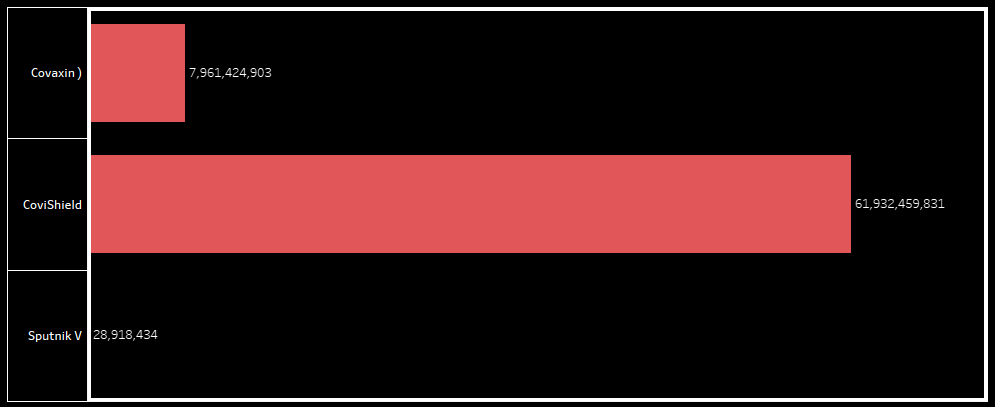 Covaxin ) 7,961,424,903
CoviShield 61,932,459,831
Sputnik V 28,918,434